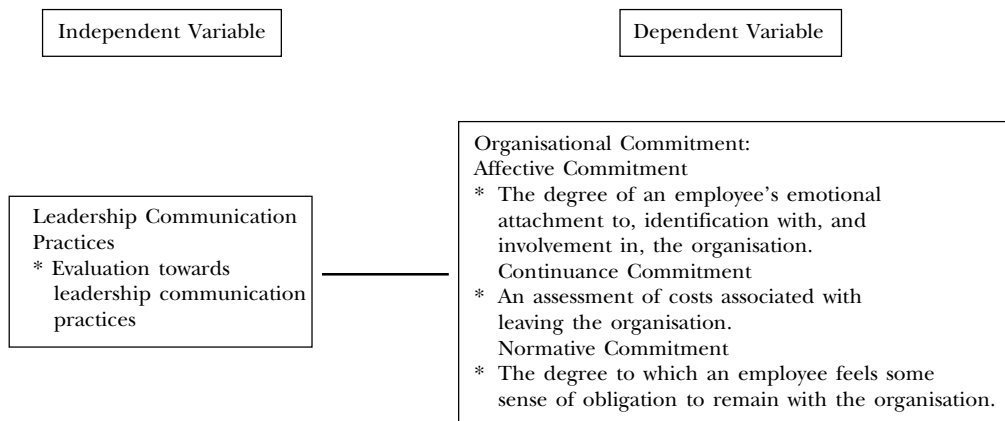 Independent Variable
Dependent Variable
Leadership Communication
Practices
* Evaluation towards
leadership communication
practices
Organisational Commitment:
Affective Commitment
* The degree of an employee's emotional
attachment to, identification with, and
involvement in, the organisation.
Continuance Commitment
* An assessment of costs associated with
leaving the organisation.
Normative Commitment
* The degree to which an employee feels some
sense of obligation to remain with the organisation.